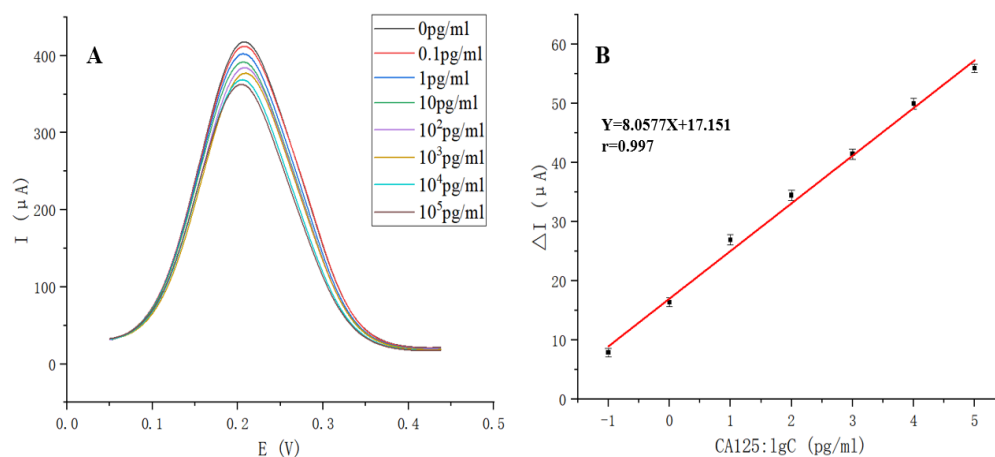 A
0pg/ml
0.1pg/ml
1pg/ml
10pg/ml
10²pg/ml
10³pg/ml
10⁴pg/ml
10⁵pg/ml
400
300
200
100
0
I (μA)
0.0 0.1 0.2 0.3 0.4 0.5
E (V)
B
Y=8.0577X+17.151
r=0.997
60
50
40
30
20
10
0
△I (μA)
-1 0 1 2 3 4 5
CA125:lgC (pg/ml)